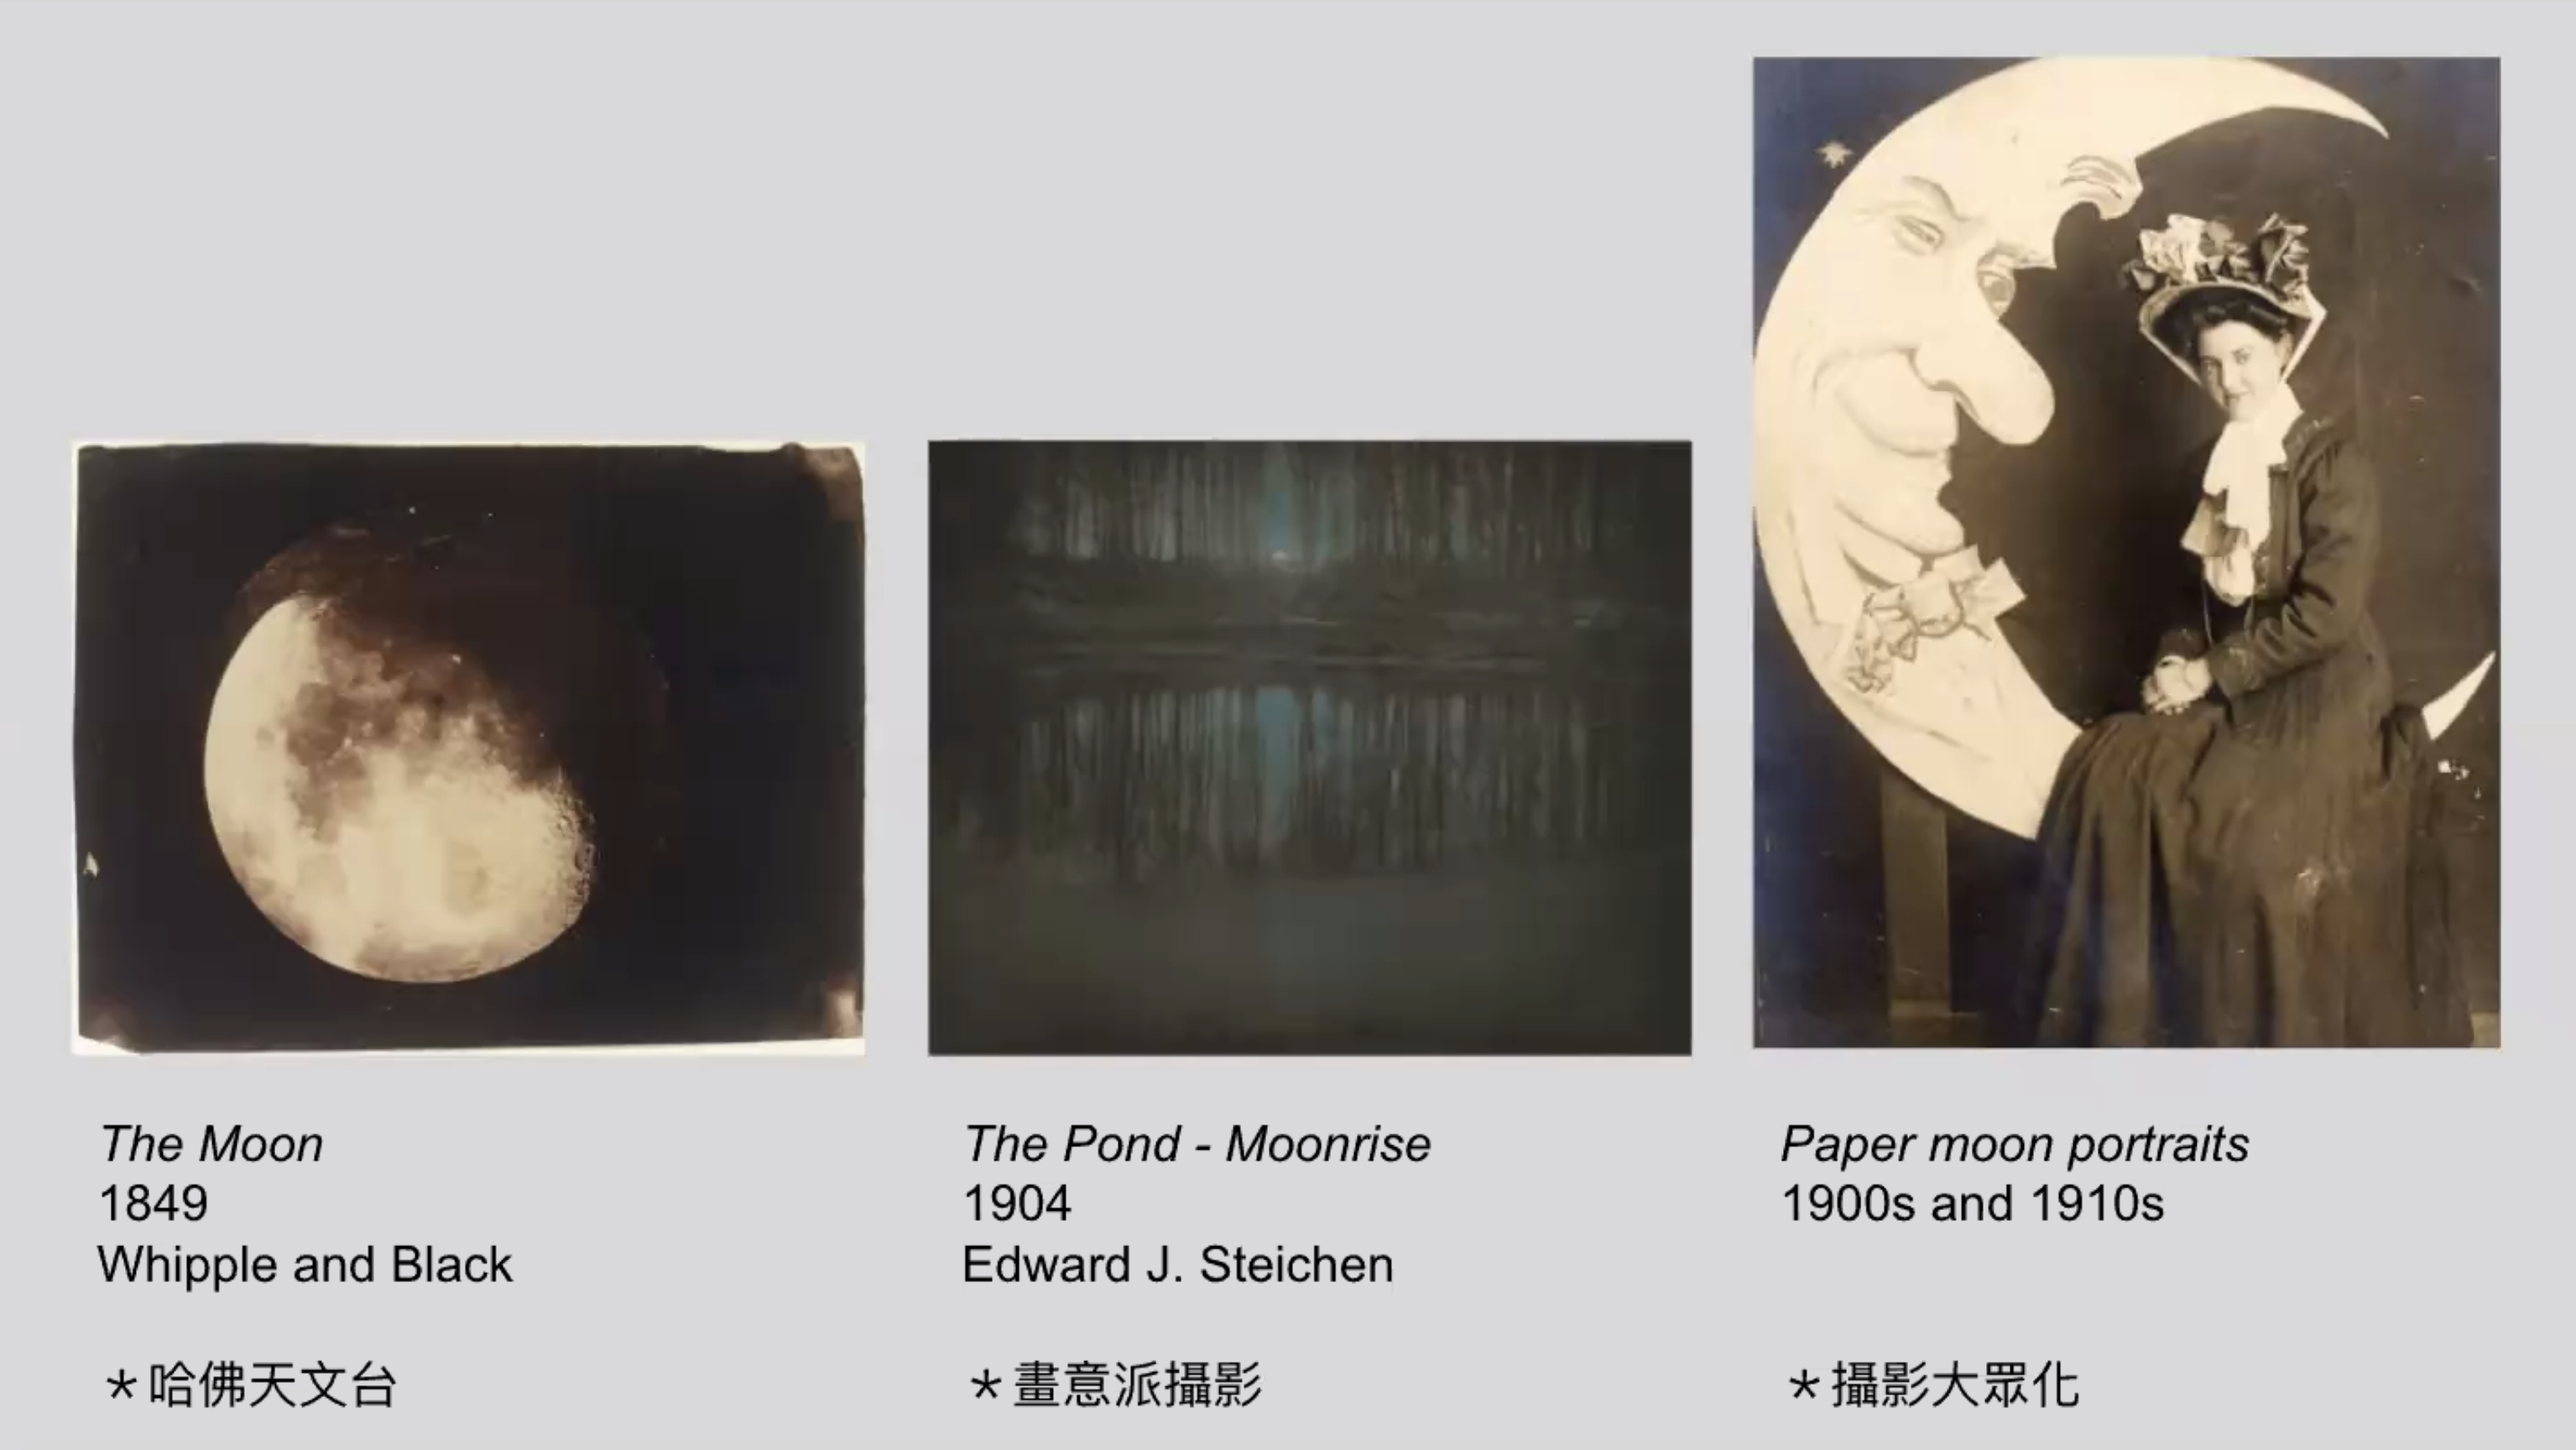 The Moon
1849
Whipple and Black
＊哈佛天文台
The Pond - Moonrise
1904
Edward J. Steichen
＊畫意派攝影
Paper moon portraits
1900s and 1910s
＊攝影大眾化